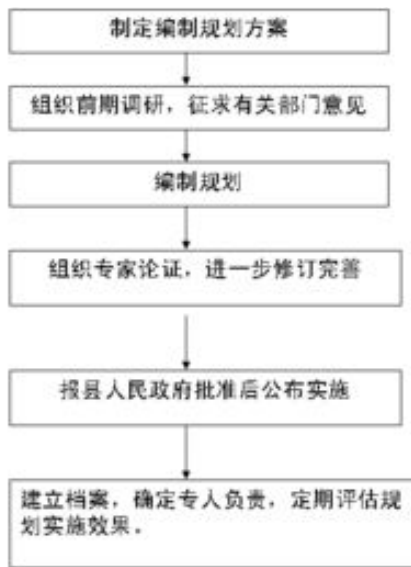 制定编制规划方案
组织前期调研，征求有关部门意见
编制规划
组织专家论证，进一步修订完善
报县人民政府批准后公布实施
建立档案，确定专人负责，定期评估规
划实施效果.